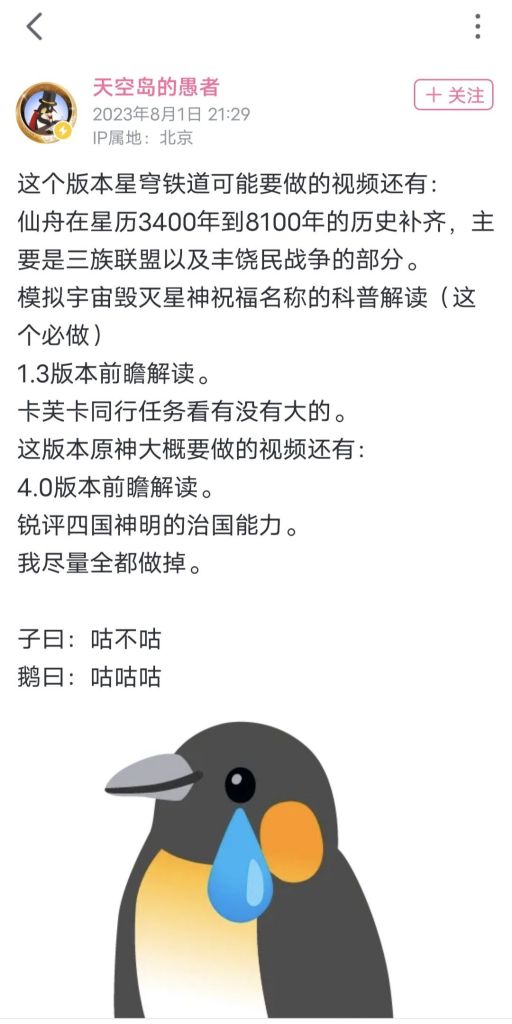 天空岛的愚者
2023年8月1日 21:29
IP属地：北京
＋ 关注
这个版本星穹铁道可能要做的视频还有：
仙舟在星历3400年到8100年的历史补齐，主
要是三族联盟以及丰饶民战争的部分。
模拟宇宙毁灭星神祝福名称的科普解读（这
个必做）
1.3版本前瞻解读。
卡芙卡同行任务看有没有大的。
这版本原神大概要做的视频还有：
4.0版本前瞻解读。
锐评四国神明的治国能力。
我尽量全都做掉。
子曰：咕不咕
鹅曰：咕咕咕